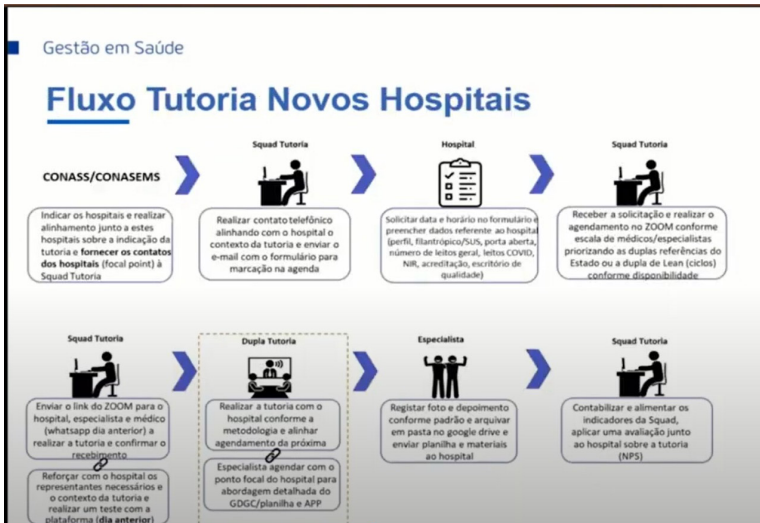 Gestão em Saúde
Fluxo Tutoria Novos Hospitais
CONASS/CONASEMS
Indicar os hospitais e realizar
alinhamento junto a estes
hospitais sobre a indicação da
tutoria e fornecer os contatos
dos hospitais (focal point) à
Squad Tutoria
Squad Tutoria
Realizar contato telefônico
alinhando com o hospital o
contexto da tutoria e enviar o
e-mail com o formulário para
marcação na agenda
Hospital
Solicitar data e horário no formulário e
preencher dados referente ao hospital
(perfil, filantrópico/SUS, porta aberta,
número de leitos geral, leitos COVID,
NIR, acreditação, escritório de
qualidade)
Squad Tutoria
Receber a solicitação e realizar o
agendamento no ZOOM conforme
escala de médicos/especialistas
priorizando as duplas referências do
Estado ou a dupla de Lean (ciclos)
conforme disponibilidade
Squad Tutoria
Enviar o link do ZOOM para o
hospital, especialista e médico
(whatsapp dia anterior) a
realizar a tutoria e confirmar o
recebimento
Reforçar com o hospital os
representantes necessários e
o contexto da tutoria e
realizar um teste com a
plataforma (dia anterior)
Dupla Tutoria
Realizar a tutoria com o
hospital conforme a
metodologia e alinhar
agendamento da próxima
Especialista agendar com o
ponto focal do hospital para
abordagem detalhada do
GDGC/planilha e APP
Especialista
Registar foto e depoimento
conforme padrão e arquivar
em pasta no google drive e
enviar planilha e materiais
ao hospital
Squad Tutoria
Contabilizar e alimentar os
indicadores da Squad,
aplicar uma avaliação junto
ao hospital sobre a tutoria
(NPS)